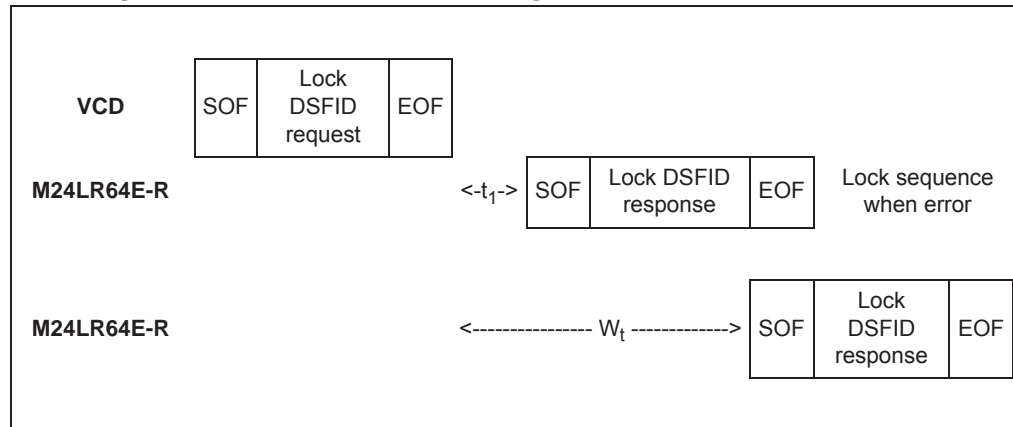 VCD
SOF
Lock
DSFID
request
EOF
M24LR64E-R
<-t1->
SOF
Lock DSFID
response
EOF
Lock sequence
when error
M24LR64E-R
<---------------- Wt ------------->
SOF
Lock
DSFID
response
EOF